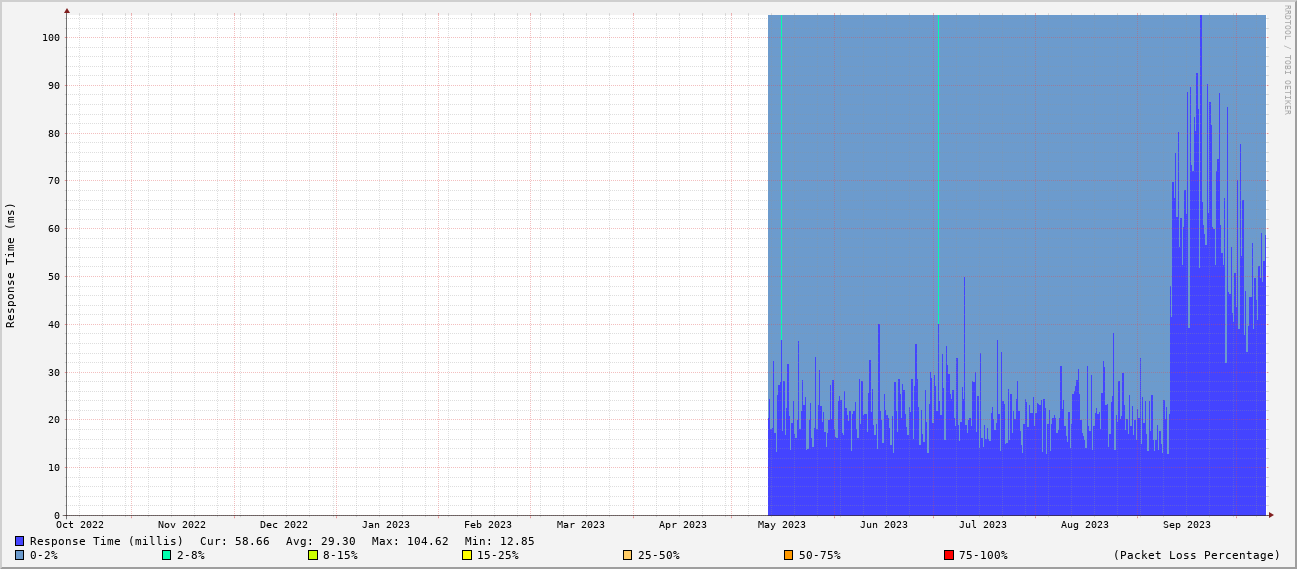 RRDTOOL / TOBI OETIKER
Response Time (ms)
100
90
80
70
60
50
40
30
20
10
0
Oct 2022 Nov 2022 Dec 2022 Jan 2023 Feb 2023 Mar 2023 Apr 2023 May 2023 Jun 2023 Jul 2023 Aug 2023 Sep 2023
Response Time (millis) Cur: 58.66 Avg: 29.30 Max: 104.62 Min: 12.85
0-2% 2-8% 8-15% 15-25% 25-50% 50-75% 75-100% (Packet Loss Percentage)